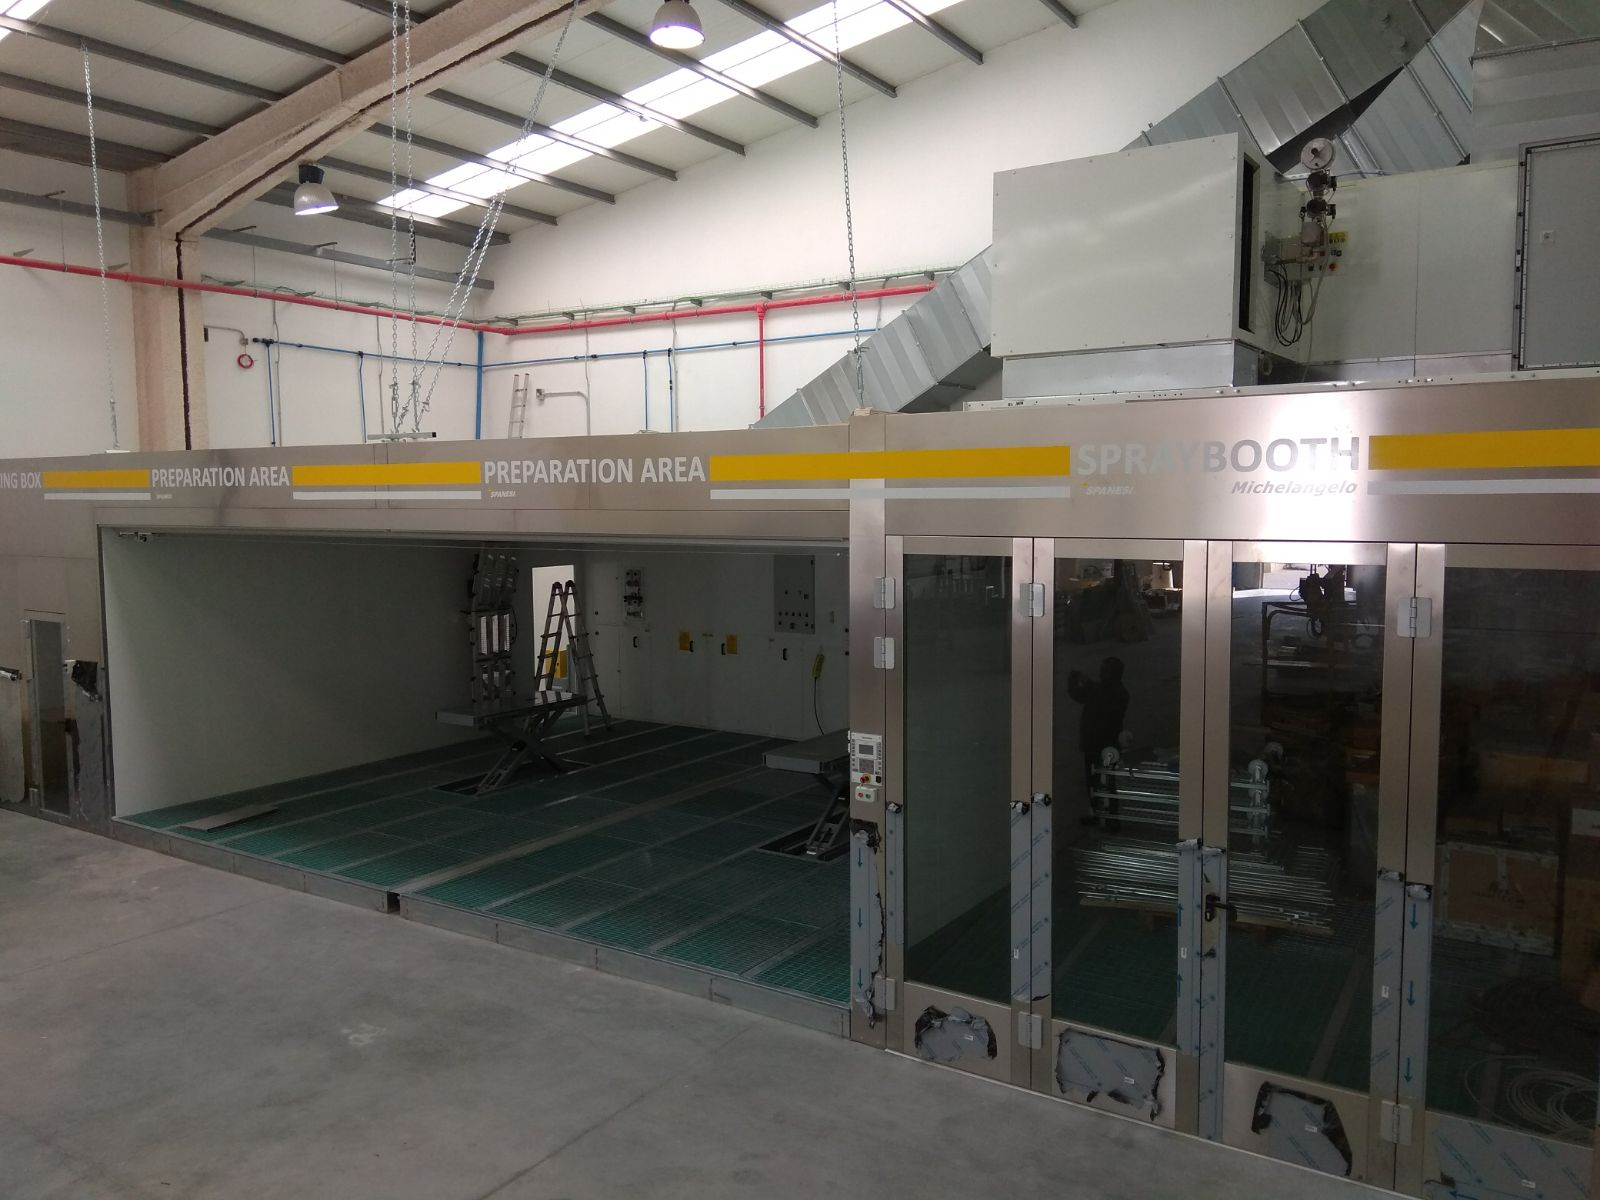 ING BOX
PREPARATION AREA
SPANESI
PREPARATION AREA
SPANESI
SPRAYBOOTH
SPANESI
Michelangelo